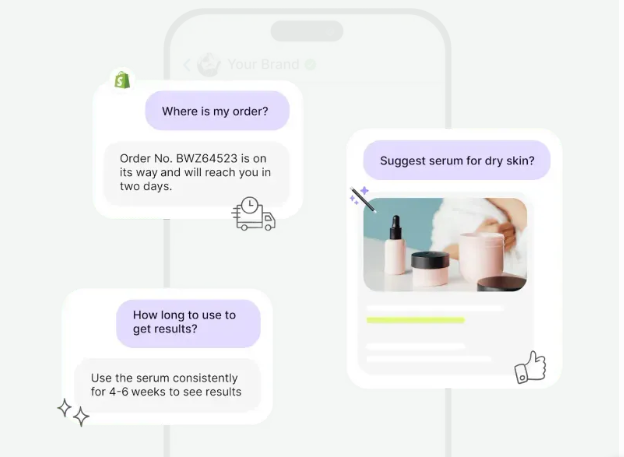 Your Brand
Where is my order?
Order No. BWZ64523 is on
its way and will reach you in
two days.
Suggest serum for dry skin?
How long to use to
get results?
Use the serum consistently
for 4-6 weeks to see results